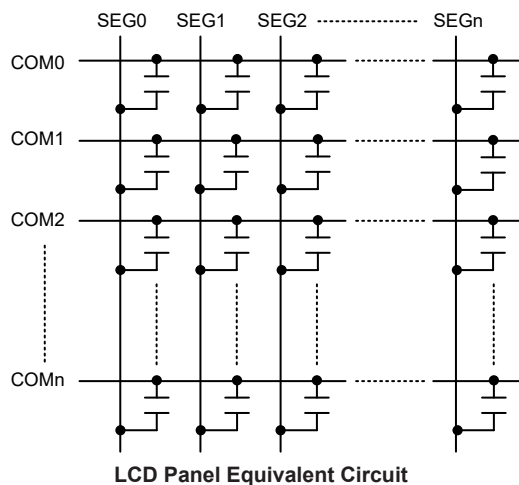 SEG0 SEG1 SEG2 SEGn
COM0
COM1
COM2
COMn
LCD Panel Equivalent Circuit